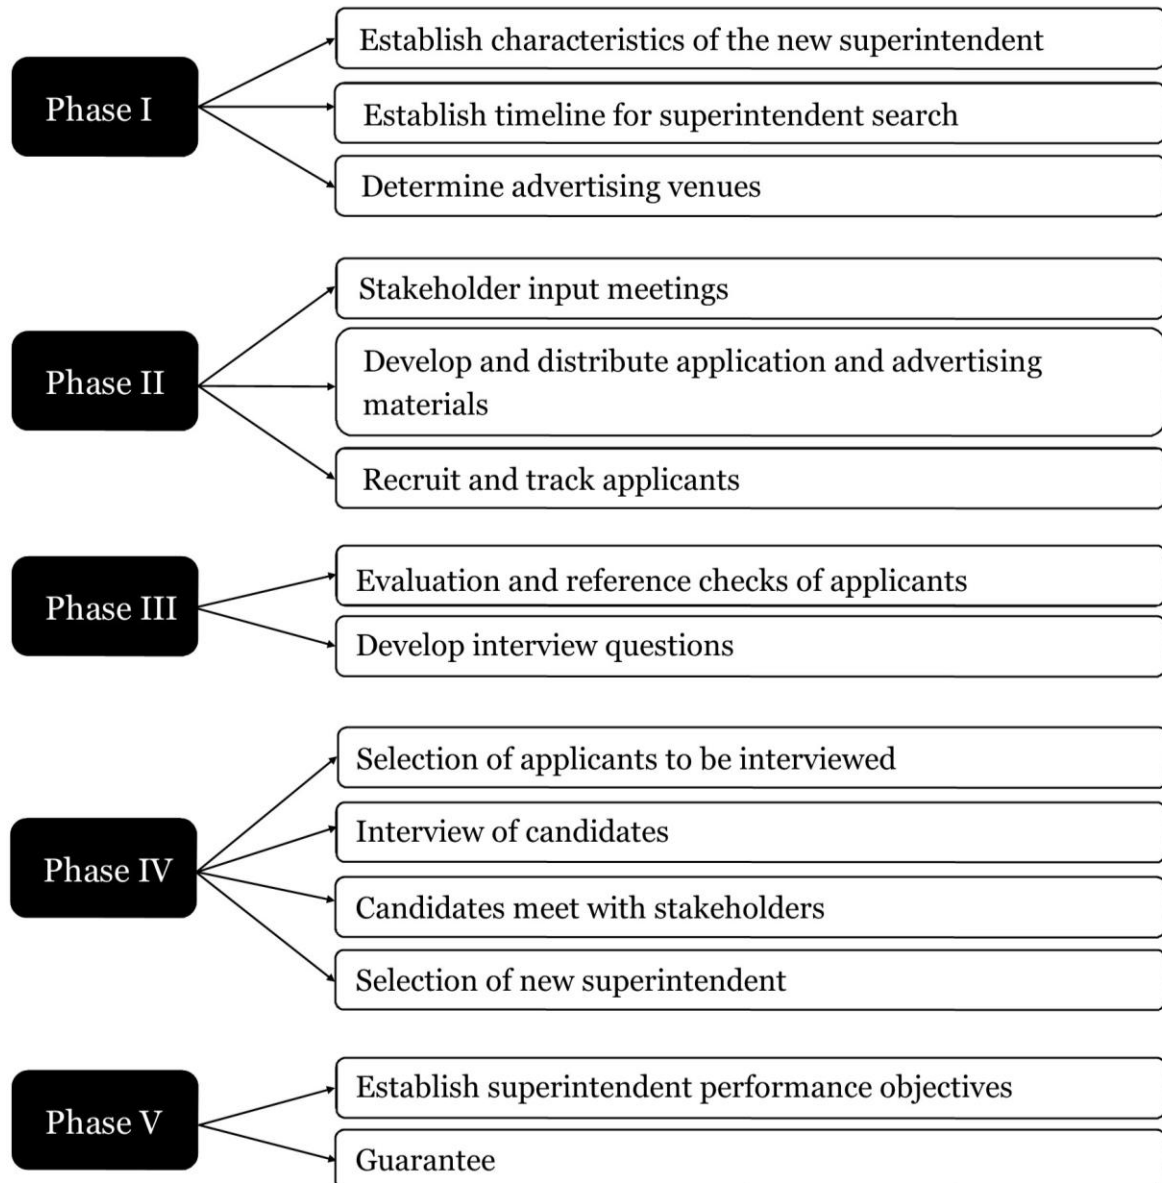 Phase I
Establish characteristics of the new superintendent
Establish timeline for superintendent search
Determine advertising venues
Phase II
Stakeholder input meetings
Develop and distribute application and advertising
materials
Recruit and track applicants
Phase III
Evaluation and reference checks of applicants
Develop interview questions
Phase IV
Selection of applicants to be interviewed
Interview of candidates
Candidates meet with stakeholders
Selection of new superintendent
Phase V
Establish superintendent performance objectives
Guarantee